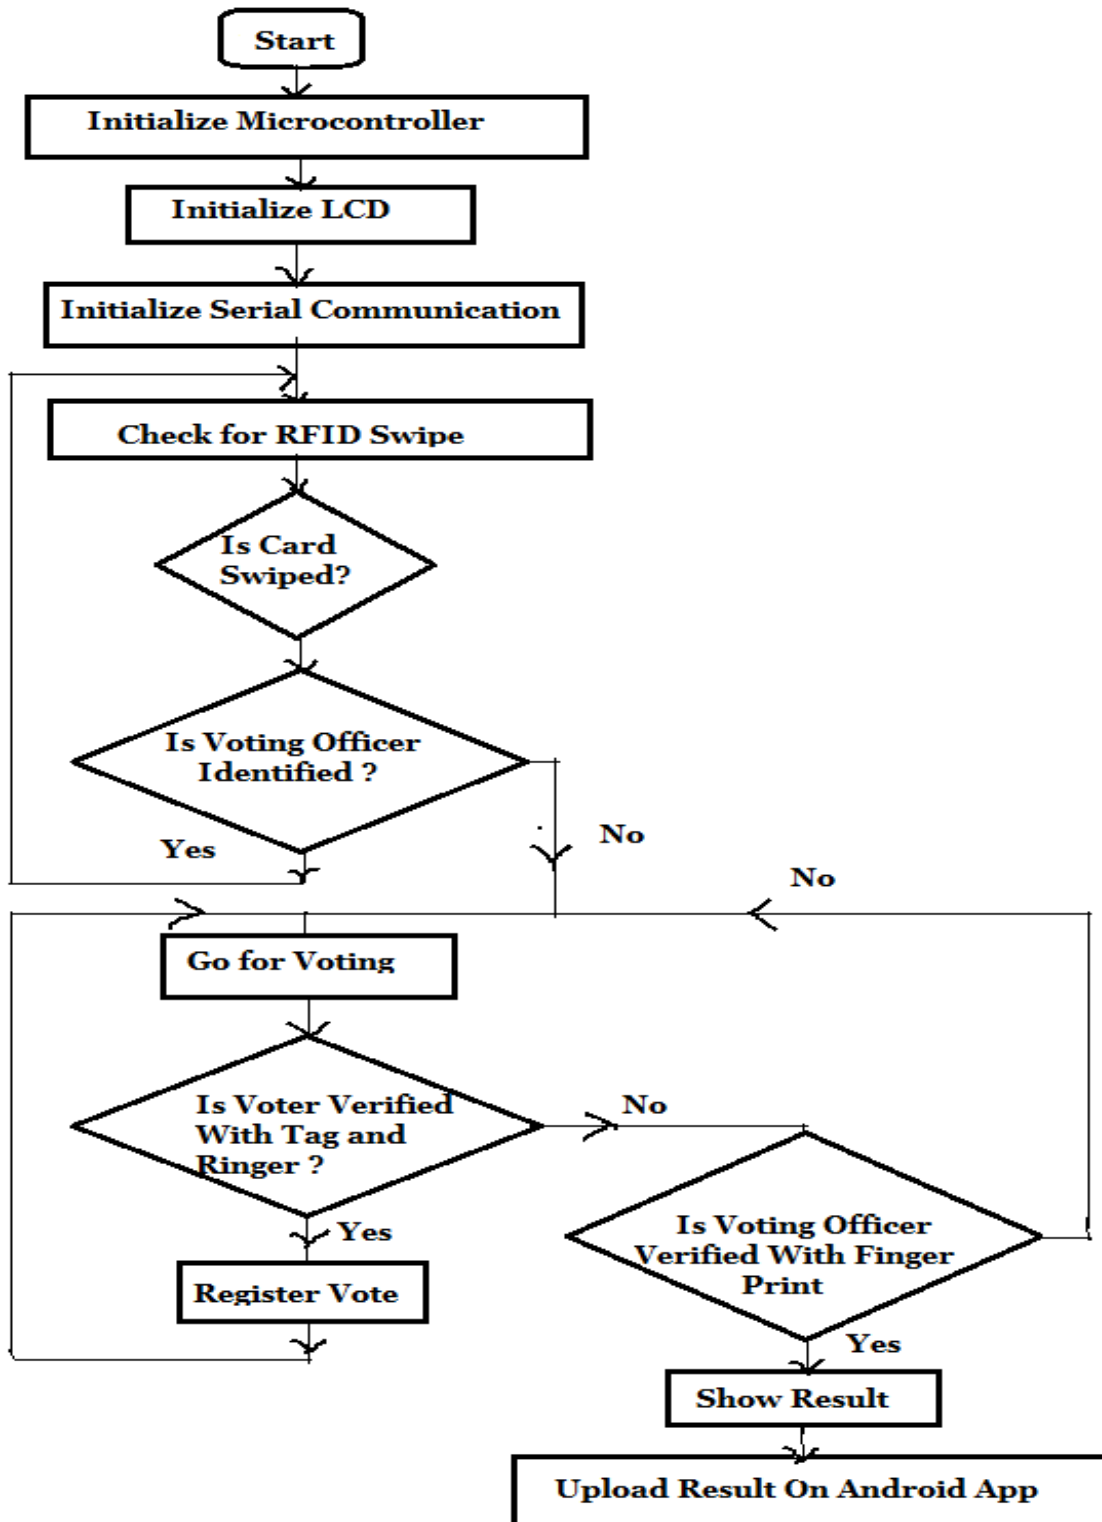 Start
Initialize Microcontroller
Initialize LCD
Initialize Serial Communication
Check for RFID Swipe
Is Card
Swiped?
Is Voting Officer
Identified ?
No
Yes
No
Go for Voting
Is Voter Verified
With Tag and
Ringer ?
No
Yes
Is Voting Officer
Verified With Finger
Print
Register Vote
Yes
Show Result
Upload Result On Android App